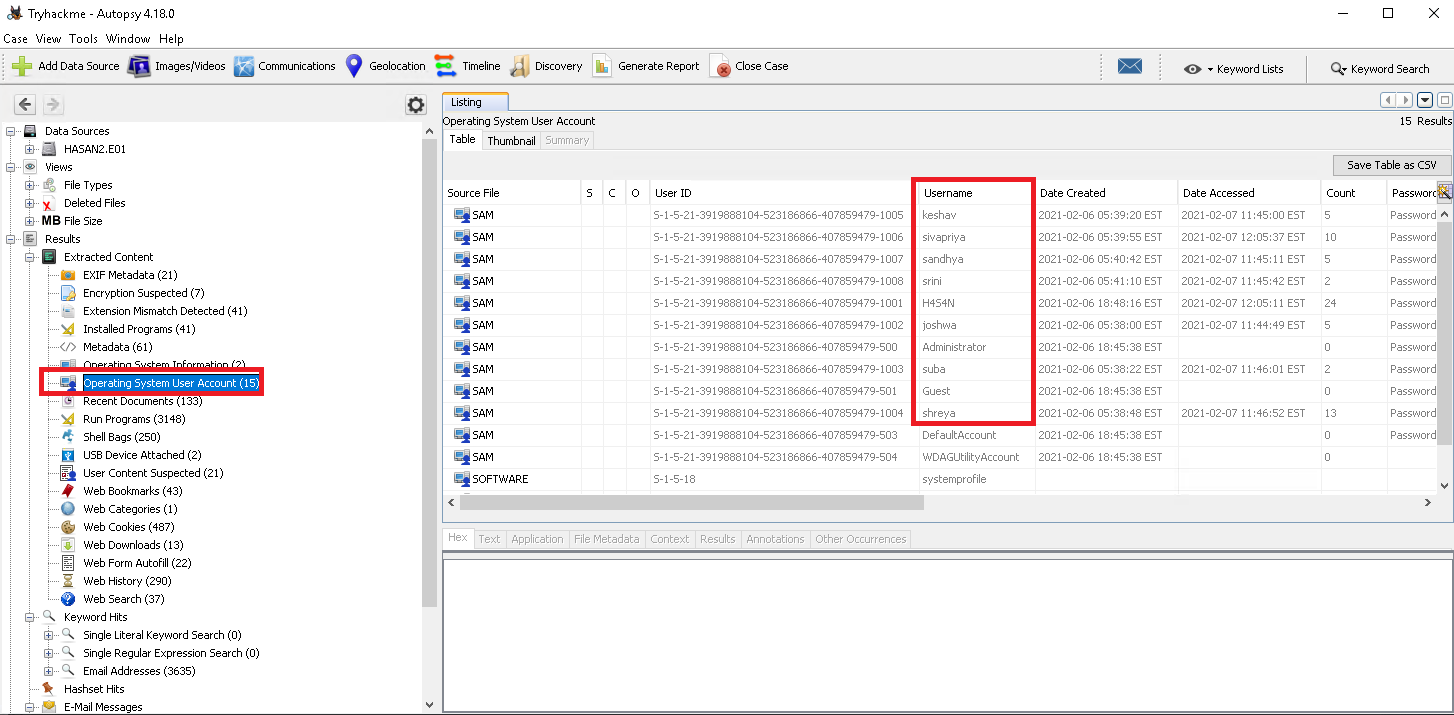 Tryhackme - Autopsy 4.18.0
Case View Tools Window Help
Add Data Source Images/Videos Communications Geolocation Timeline Discovery Generate Report Close Case Keyword Lists Keyword Search
Data Sources
HASAN2.E01
Views
File Types
Deleted Files
MB File Size
Results
Extracted Content
EXIF Metadata (21)
Encryption Suspected (7)
Extension Mismatch Detected (41)
Installed Programs (41)
Metadata (61)
Operating System Information (2)
Operating System User Account (15)
Recent Documents (133)
Run Programs (3148)
Shell Bags (250)
USB Device Attached (2)
User Content Suspected (21)
Web Bookmarks (43)
Web Categories (1)
Web Cookies (487)
Web Downloads (13)
Web Form Autofill (22)
Web History (290)
Web Search (37)
Keyword Hits
Single Literal Keyword Search (0)
Single Regular Expression Search (0)
Email Addresses (3635)
Hashset Hits
E-Mail Messages
Listing
Operating System User Account 15 Results
Table Thumbnail Summary
Save Table as CSV
Source File S C O User ID Username Date Created Date Accessed Count Password
SAM S-1-5-21-3919888104-523186866-407859479-1005 keshav 2021-02-06 05:39:20 EST 2021-02-07 11:45:00 EST 5 Password
SAM S-1-5-21-3919888104-523186866-407859479-1006 sivapriya 2021-02-06 05:39:55 EST 2021-02-07 12:05:37 EST 10 Password
SAM S-1-5-21-3919888104-523186866-407859479-1007 sandhya 2021-02-06 05:40:42 EST 2021-02-07 11:45:11 EST 5 Password
SAM S-1-5-21-3919888104-523186866-407859479-1008 srini 2021-02-06 05:41:10 EST 2021-02-07 11:45:42 EST 2 Password
SAM S-1-5-21-3919888104-523186866-407859479-1001 H4S4N 2021-02-06 18:48:16 EST 2021-02-07 12:05:11 EST 24 Password
SAM S-1-5-21-3919888104-523186866-407859479-1002 joshwa 2021-02-06 05:38:00 EST 2021-02-07 11:44:49 EST 5 Password
SAM S-1-5-21-3919888104-523186866-407859479-500 Administrator 2021-02-06 18:45:38 EST 0 Password
SAM S-1-5-21-3919888104-523186866-407859479-1003 suba 2021-02-06 05:38:22 EST 2021-02-07 11:46:01 EST 2 Password
SAM S-1-5-21-3919888104-523186866-407859479-501 Guest 2021-02-06 18:45:38 EST 0 Password
SAM S-1-5-21-3919888104-523186866-407859479-1004 shreya 2021-02-06 05:38:48 EST 2021-02-07 11:46:52 EST 13 Password
SAM S-1-5-21-3919888104-523186866-407859479-503 DefaultAccount 2021-02-06 18:45:38 EST 0 Password
SAM S-1-5-21-3919888104-523186866-407859479-504 WDAGUtilityAccount 2021-02-06 18:45:38 EST 0
SOFTWARE S-1-5-18 systemprofile
Hex Text Application File Metadata Context Results Annotations Other Occurrences